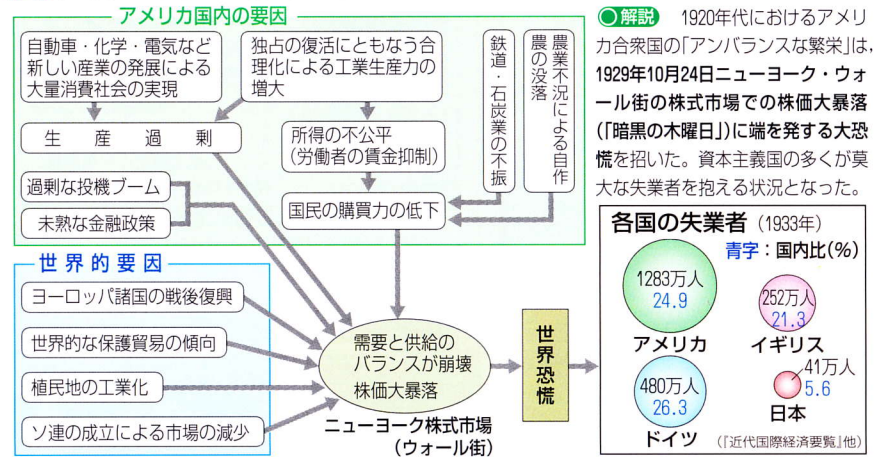 アメリカ国内の要因
自動車・化学・電気など
新しい産業の発展による
大量消費社会の実現
独占の復活にともなう合
理化による工業生産力の
増大
鉄道・石炭業の不振
農業不況による自作
農の没落
生産過剰
所得の不公平
(労働者の賃金抑制)
過剰な投機ブーム
未熟な金融政策
国民の購買力の低下
世界的要因
ヨーロッパ諸国の戦後復興
世界的な保護貿易の傾向
植民地の工業化
ソ連の成立による市場の減少
需要と供給の
バランスが崩壊
株価大暴落
ニューヨーク株式市場
(ウォール街)
世界恐慌
解説 1920年代におけるアメリ
カ合衆国の「アンバランスな繁栄」は,
1929年10月24日ニューヨーク・ウォ
ール街の株式市場での株価大暴落
(「暗黒の木曜日」)に端を発する大恐
慌を招いた。資本主義国の多くが莫
大な失業者を抱える状況となった。
各国の失業者 (1933年)
青字:国内比(%)
1283万人
24.9
アメリカ
252万人
21.3
イギリス
480万人
26.3
ドイツ
41万人
5.6
日本
(『近代国際経済要覧』他)